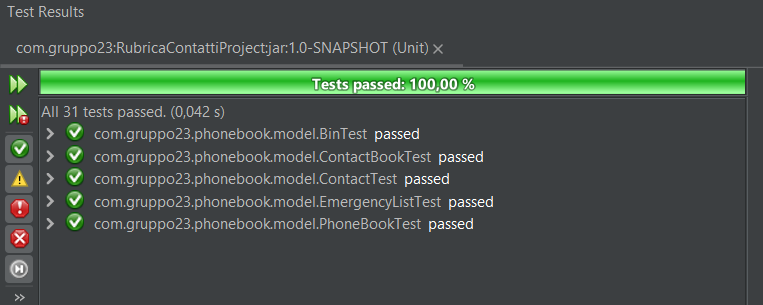 Test Results
com.gruppo23:RubricaContattiProject:jar:1.0-SNAPSHOT (Unit)
Tests passed: 100,00 %
All 31 tests passed. (0,042 s)
com.gruppo23.phonebook.model.BinTest passed
com.gruppo23.phonebook.model.ContactBookTest passed
com.gruppo23.phonebook.model.ContactTest passed
com.gruppo23.phonebook.model.EmergencyListTest passed
com.gruppo23.phonebook.model.PhoneBookTest passed